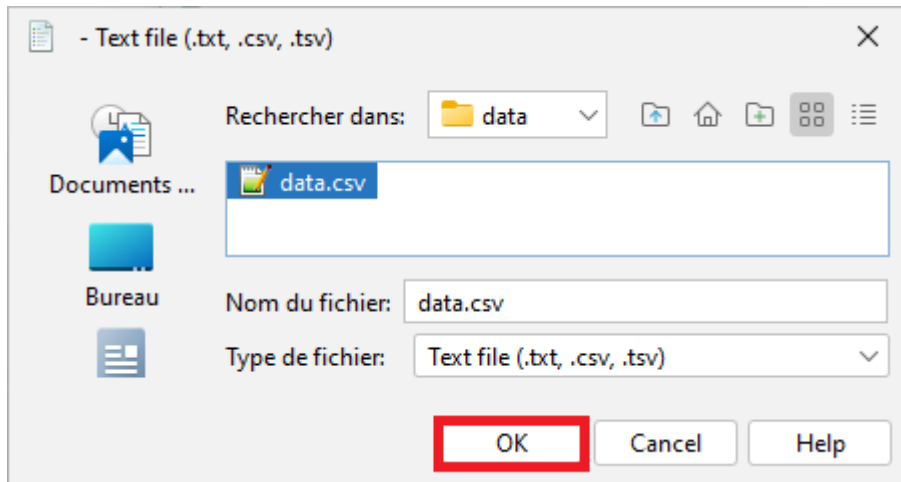 - Text file (.txt, .csv, .tsv)
Rechercher dans: data
Documents ...
data.csv
Bureau
Nom du fichier: data.csv
Type de fichier: Text file (.txt, .csv, .tsv)
OK Cancel Help